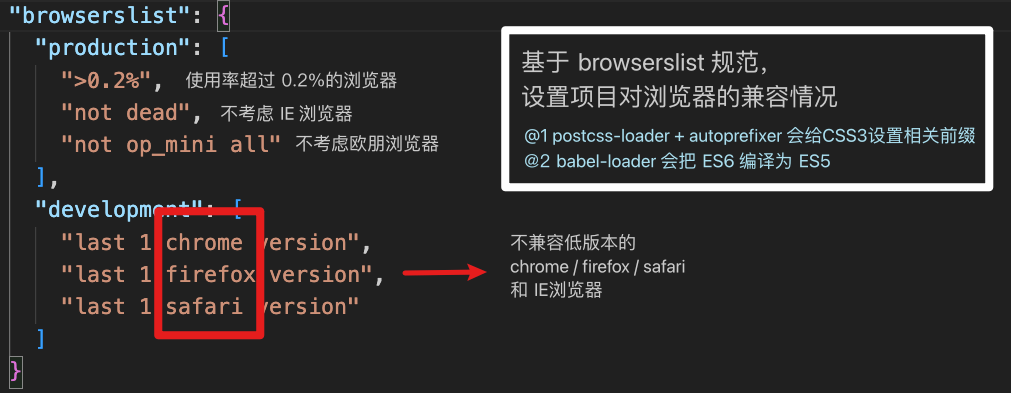 "browserslist": {
"production": [
">0.2%", 使用率超过 0.2%的浏览器
"not dead", 不考虑 IE 浏览器
"not op_mini all" 不考虑欧朋浏览器
],
"development": [
"last 1 chrome version",
"last 1 firefox version",
"last 1 safari version"
]
}
基于 browserslist 规范，
设置项目对浏览器的兼容情况
@1 postcss-loader + autoprefixer 会给CSS3设置相关前缀
@2 babel-loader 会把 ES6 编译为 ES5
不兼容低版本的
chrome / firefox / safari
和 IE浏览器